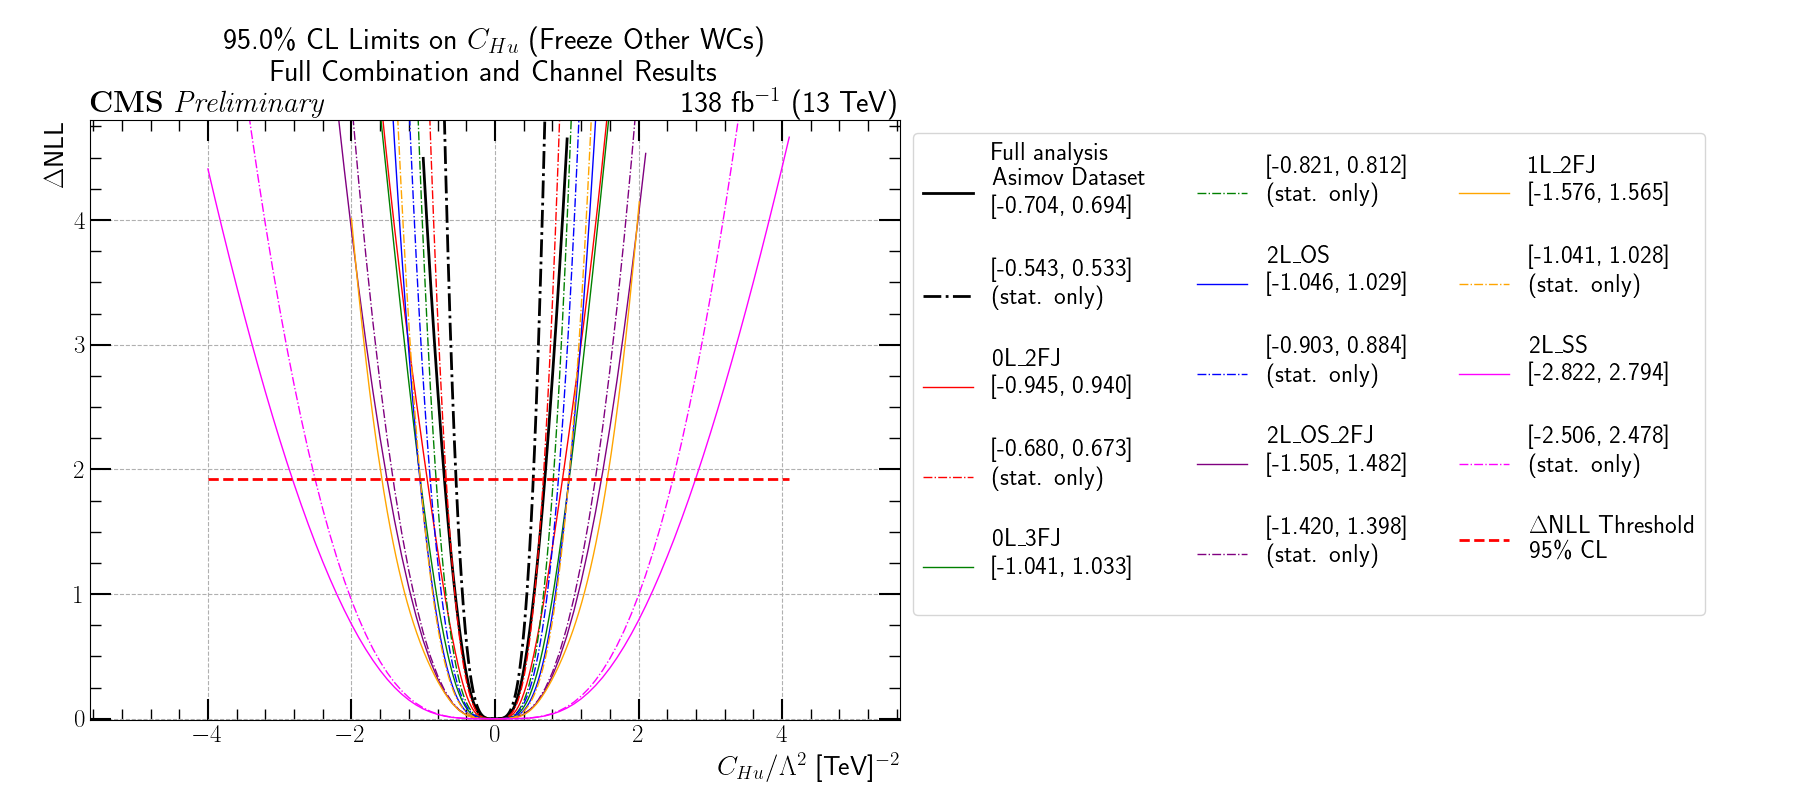 95.0% CL Limits on C_{Hu} (Freeze Other WCs)
Full Combination and Channel Results
CMS Preliminary
138 fb^{-1} (13 TeV)
ΔNLL
4
3
2
1
0
−4
−2
0
2
4
C_{Hu}/Λ^2 [TeV]^{-2}
Full analysis
Asimov Dataset
[-0.704, 0.694]
[-0.543, 0.533]
(stat. only)
0L_2FJ
[-0.945, 0.940]
[-0.680, 0.673]
(stat. only)
0L_3FJ
[-1.041, 1.033]
[-0.821, 0.812]
(stat. only)
2L_OS
[-1.046, 1.029]
[-0.903, 0.884]
(stat. only)
2L_OS_2FJ
[-1.505, 1.482]
[-1.420, 1.398]
(stat. only)
1L_2FJ
[-1.576, 1.565]
[-1.041, 1.028]
(stat. only)
2L_SS
[-2.822, 2.794]
[-2.506, 2.478]
(stat. only)
ΔNLL Threshold
95% CL